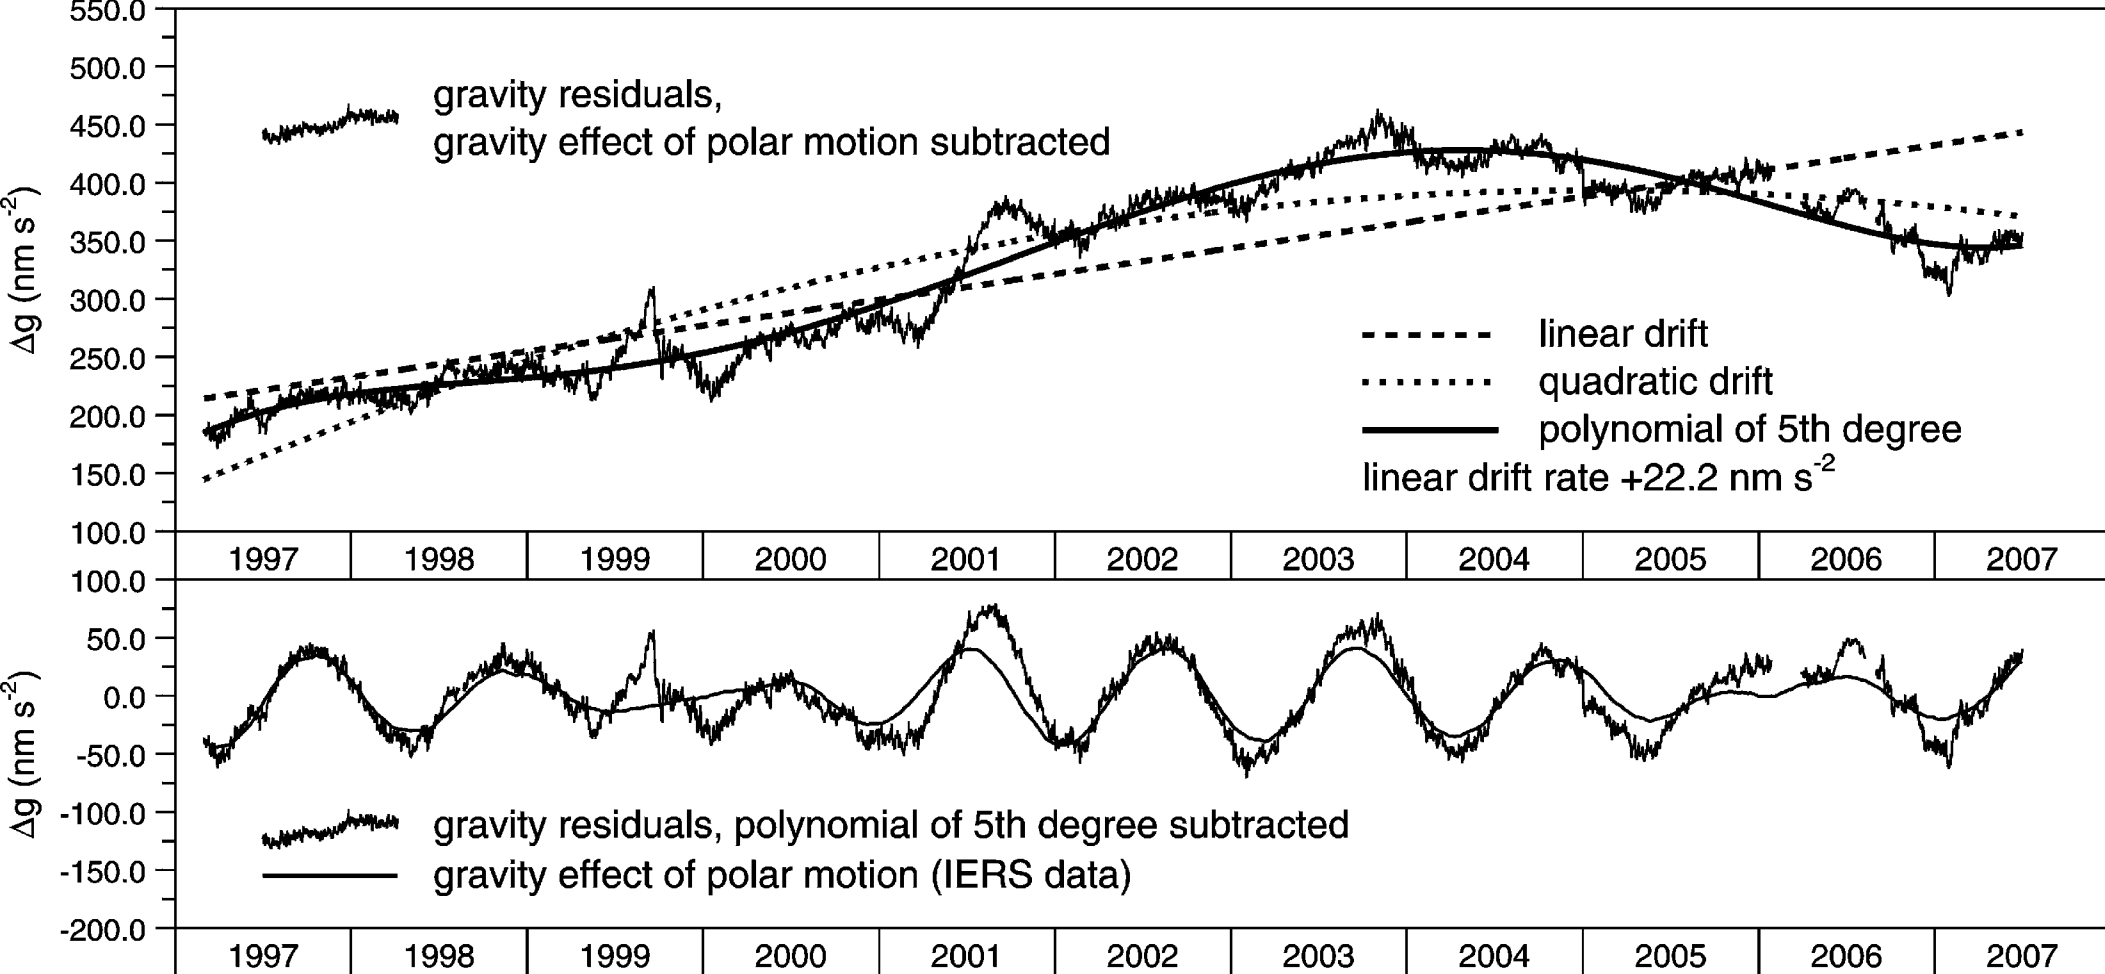 550.0
500.0
450.0
400.0
350.0
300.0
250.0
200.0
150.0
100.0
Δg (nm s-2)
gravity residuals,
gravity effect of polar motion subtracted
linear drift
quadratic drift
polynomial of 5th degree
linear drift rate +22.2 nm s-2
1997 1998 1999 2000 2001 2002 2003 2004 2005 2006 2007
100.0
50.0
0.0
-50.0
-100.0
-150.0
-200.0
Δg (nm s-2)
gravity residuals, polynomial of 5th degree subtracted
gravity effect of polar motion (IERS data)
1997 1998 1999 2000 2001 2002 2003 2004 2005 2006 2007